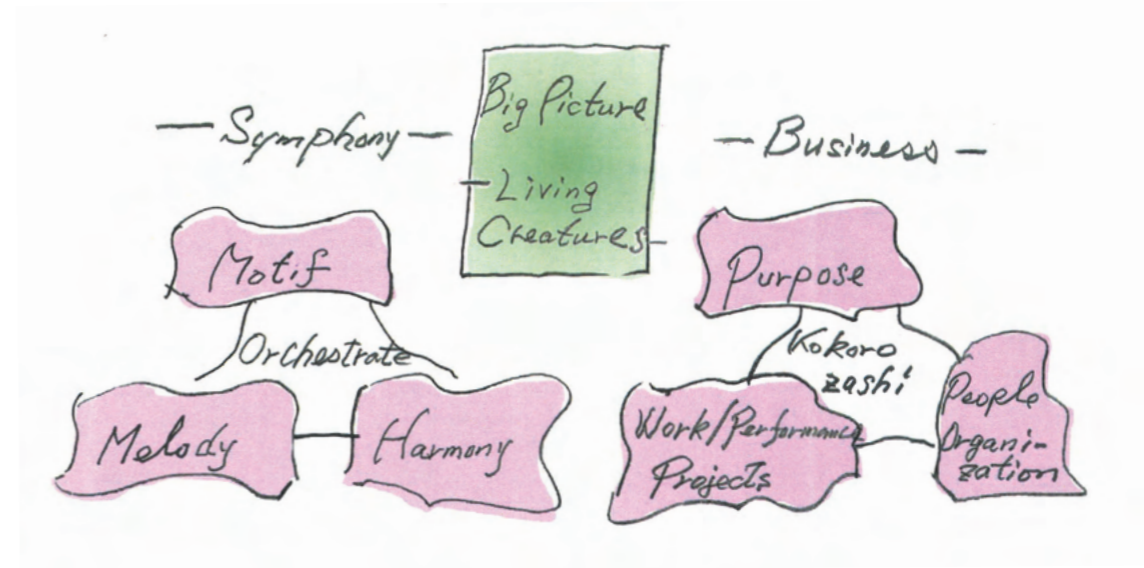 Big Picture
- Living
Creatures -
- Symphony -
Motif
Orchestrate
Melody
Harmony
- Business -
Purpose
Kokoro
zashi
Work/Performance
Projects
People
Organi-
zation